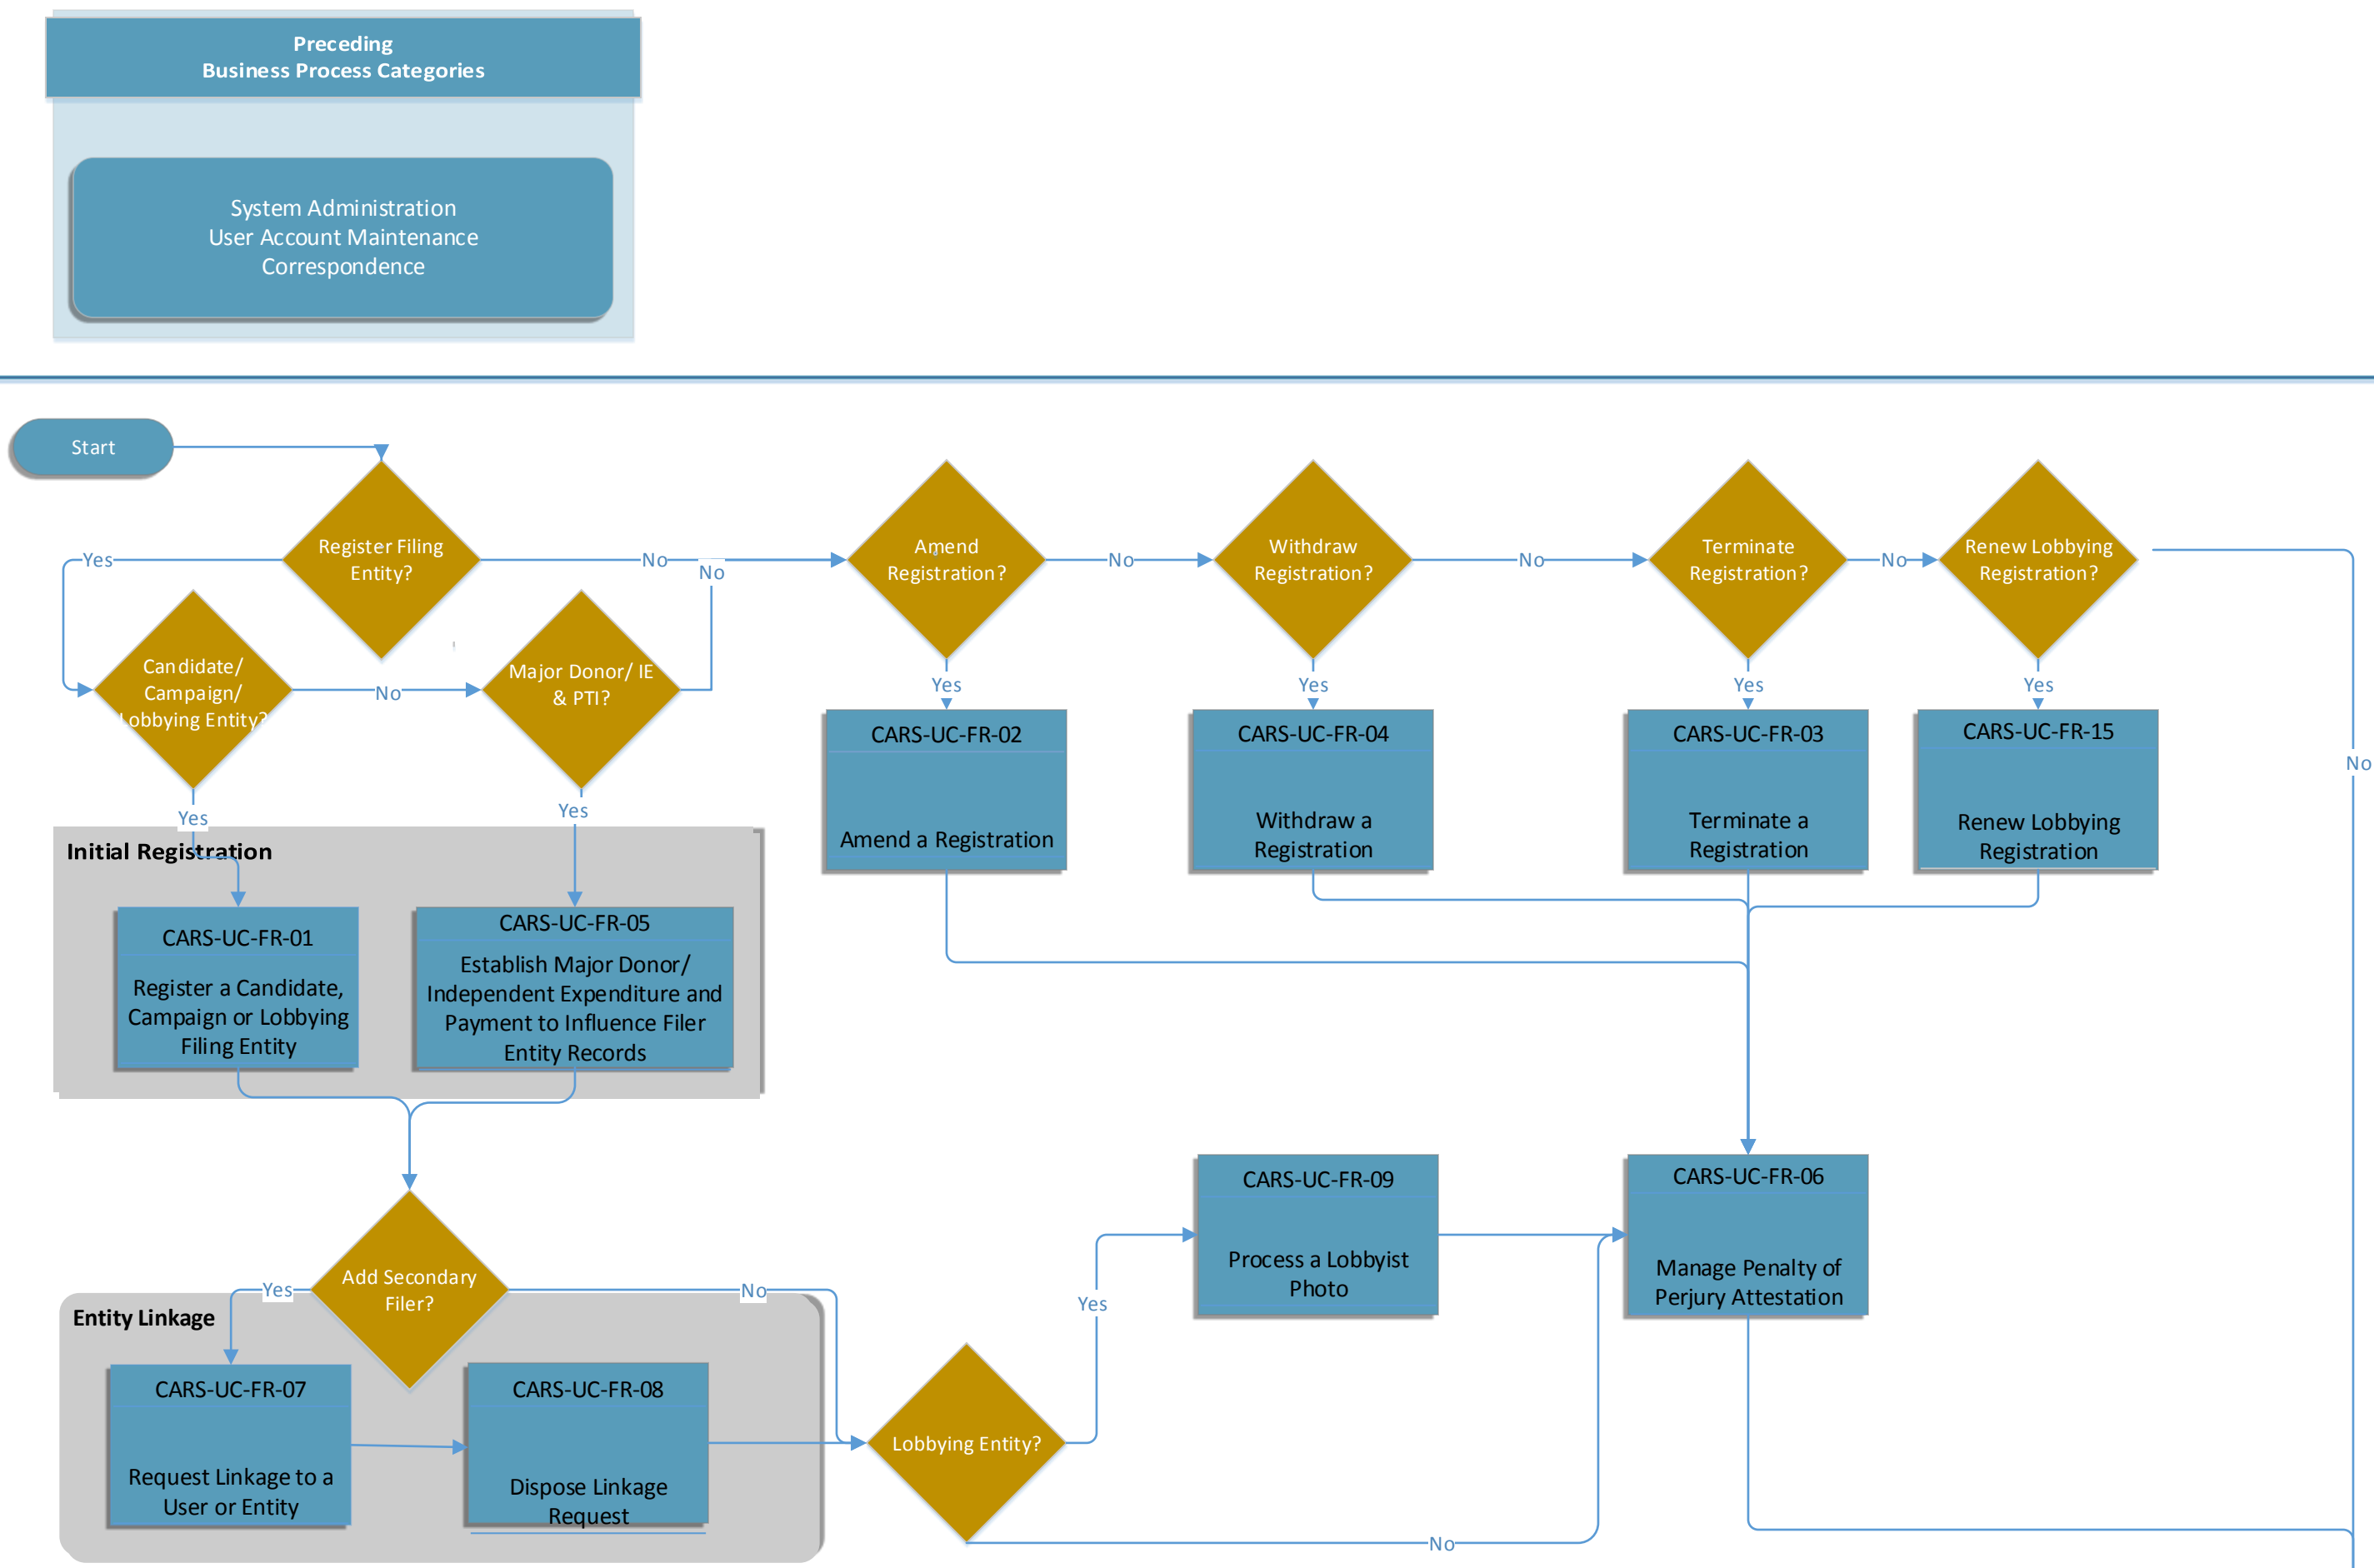 Preceding
Business Process Categories
System Administration
User Account Maintenance
Correspondence
Start
Register Filing
Entity?
Yes
No
No
Amend
Registration?
No
Withdraw
Registration?
No
Terminate
Registration?
No
Renew Lobbying
Registration?
No
Candidate/
Campaign/
Lobbying Entity?
No
Major Donor/ IE
& PTI?
Yes
Yes
Yes
Yes
Yes
Yes
CARS-UC-FR-02
Amend a Registration
CARS-UC-FR-04
Withdraw a
Registration
CARS-UC-FR-03
Terminate a
Registration
CARS-UC-FR-15
Renew Lobbying
Registration
Initial Registration
CARS-UC-FR-01
Register a Candidate,
Campaign or Lobbying
Filing Entity
CARS-UC-FR-05
Establish Major Donor/
Independent Expenditure and
Payment to Influence Filer
Entity Records
Add Secondary
Filer?
Yes
No
Entity Linkage
CARS-UC-FR-07
Request Linkage to a
User or Entity
CARS-UC-FR-08
Dispose Linkage
Request
Lobbying Entity?
Yes
No
CARS-UC-FR-09
Process a Lobbyist
Photo
CARS-UC-FR-06
Manage Penalty of
Perjury Attestation